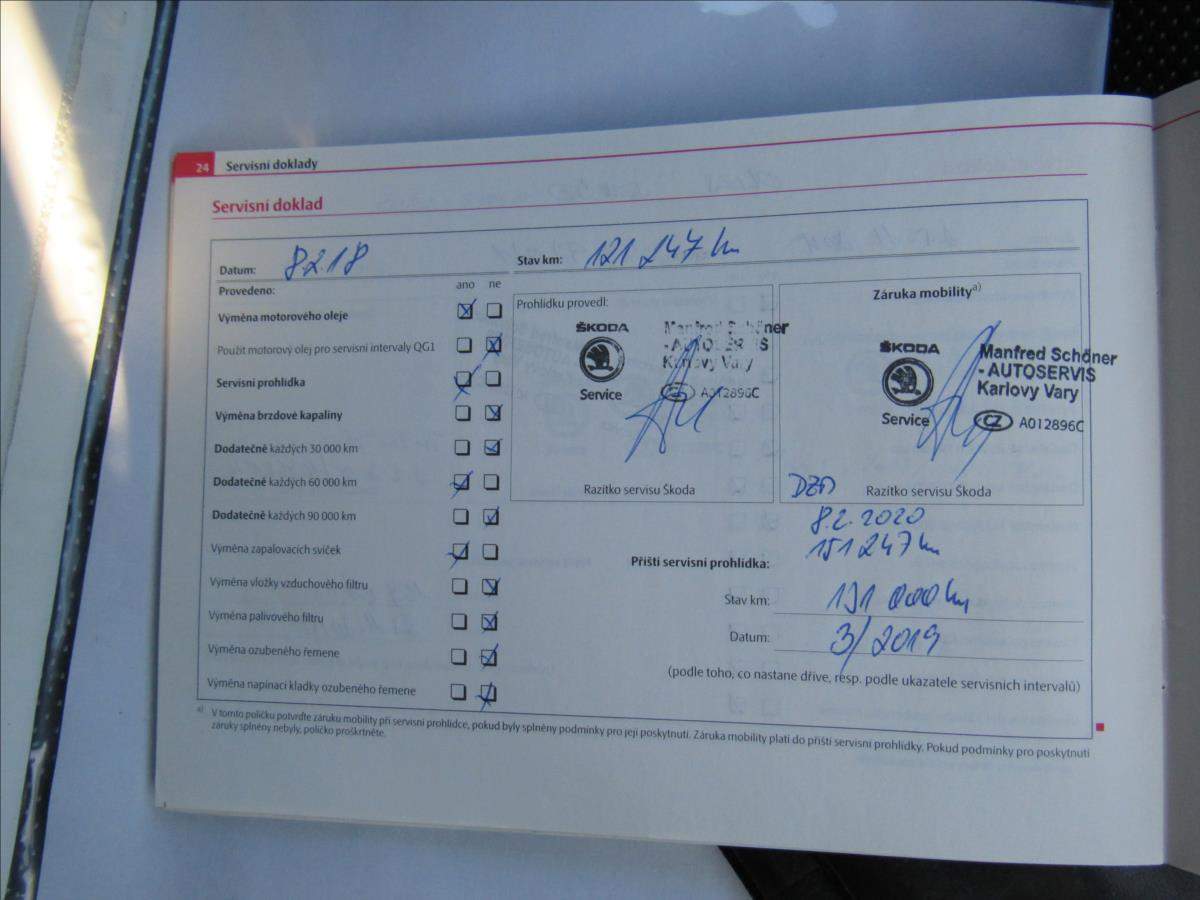 24 Servisní doklady
Servisní doklad
Datum: 8.2.18 Stav km: 121 247 km
Provedeno: ano ne
Výměna motorového oleje
Použit motorový olej pro servisní intervaly QG1
Servisní prohlídka
Výměna brzdové kapaliny
Dodatečně každých 30 000 km
Dodatečně každých 60 000 km
Dodatečně každých 90 000 km
Výměna zapalovacích svíček
Výměna vložky vzduchového filtru
Výměna palivového filtru
Výměna ozubeného řemene
Výměna napínací kladky ozubeného řemene
Prohlídku provedl:
ŠKODA
Service
Manfred Schöner
- AUTOSERVIS
Karlovy Vary
CZ A012896C
Razítko servisu Škoda
Záruka mobility a)
ŠKODA
Service
Manfred Schöner
- AUTOSERVIS
Karlovy Vary
CZ A012896C
Razítko servisu Škoda
8.2.2020
151 247 km
Příští servisní prohlídka:
Stav km: 000 km
Datum: 3/2019
(podle toho, co nastane dříve, resp. podle ukazatele servisních intervalů)
a) V tomto políčku potvrďte záruku mobility při servisní prohlídce, pokud byly splněny podmínky pro její poskytnutí. Záruka mobility platí do příští servisní prohlídky. Pokud podmínky pro poskytnutí
záruky splněny nebyly, políčko proškrtněte.